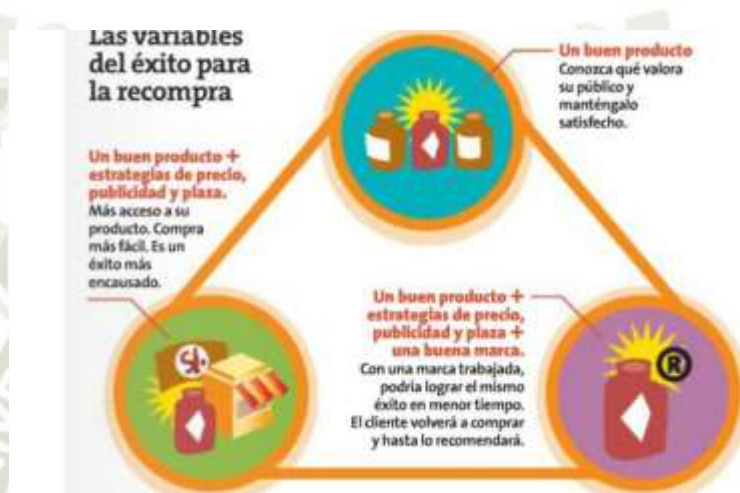 Las variables
del éxito para
la recompra
Un buen producto
Conozca qué valora
su público y
manténgalo
satisfecho.
Un buen producto +
estrategias de precio,
publicidad y plaza.
Más acceso a su
producto. Compra
más fácil. Es un
éxito más
encausado.
Un buen producto +
estrategias de precio,
publicidad y plaza +
una buena marca.
Con una marca trabajada,
podría lograr el mismo
éxito en menor tiempo.
El cliente volverá a comprar
y hasta lo recomendará.
S/.
®